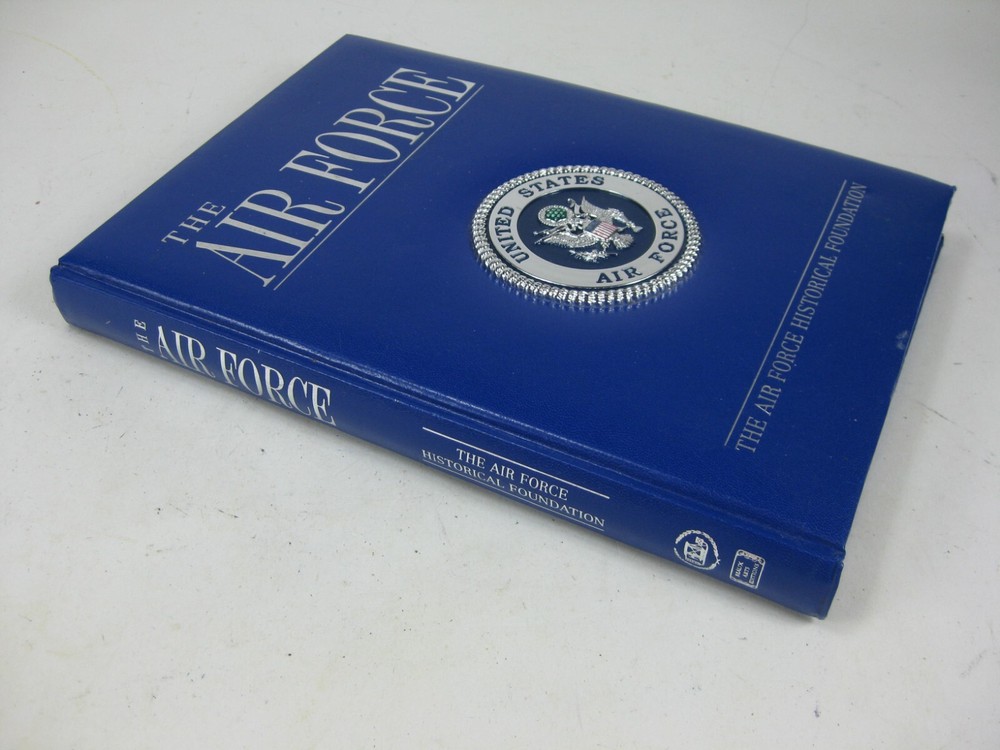 THE
AIR FORCE
UNITED STATES
AIR FORCE
THE AIR FORCE HISTORICAL FOUNDATION
THE
AIR FORCE
THE AIR FORCE
HISTORICAL FOUNDATION